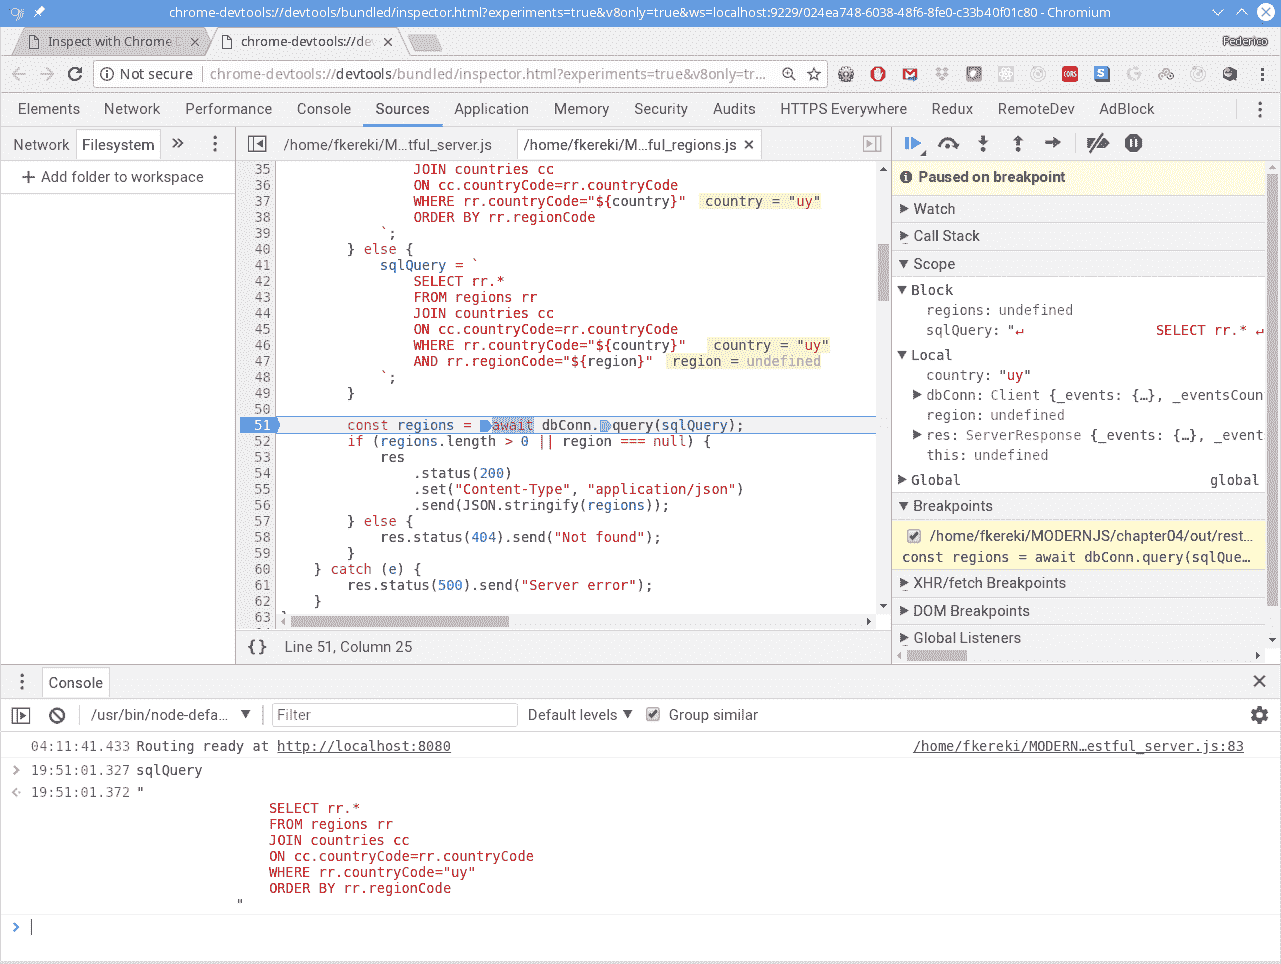 chrome-devtools://devtools/bundled/inspector.html?experiments=true&v8only=true&ws=localhost:9229/024ea748-6038-48f6-8fe0-c33b40f01c80 - Chromium
Inspect with Chrome
chrome-devtools://de
Federico
Not secure
chrome-devtools://devtools/bundled/inspector.html?experiments=true&v8only=tr...
Elements Network Performance Console Sources Application Memory Security Audits HTTPS Everywhere Redux RemoteDev AdBlock
Network Filesystem »
/home/fkereki/M...tful_server.js
/home/fkereki/M...ful_regions.js
+ Add folder to workspace
35 JOIN countries cc
36 ON cc.countryCode=rr.countryCode
37 WHERE rr.countryCode="${country}" country = "uy"
38 ORDER BY rr.regionCode
39 `;
40 } else {
41 sqlQuery = `
42 SELECT rr.*
43 FROM regions rr
44 JOIN countries cc
45 ON cc.countryCode=rr.countryCode
46 WHERE rr.countryCode="${country}" country = "uy"
47 AND rr.regionCode="${region}" region = undefined
48 `;
49 }
50
51 const regions = await dbConn.query(sqlQuery);
52 if (regions.length > 0 || region === null) {
53 res
54 .status(200)
55 .set("Content-Type", "application/json")
56 .send(JSON.stringify(regions));
57 } else {
58 res.status(404).send("Not found");
59 }
60 } catch (e) {
61 res.status(500).send("Server error");
62 }
63
{} Line 51, Column 25
Paused on breakpoint
Watch
Call Stack
Scope
Block
regions: undefined
sqlQuery: "↵ SELECT rr.* ↵
Local
country: "uy"
dbConn: Client {_events: {…}, _eventsCoun
region: undefined
res: ServerResponse {_events: {…}, _event
this: undefined
Global global
Breakpoints
/home/fkereki/MODERNJS/chapter04/out/rest...
const regions = await dbConn.query(sqlQue...
XHR/fetch Breakpoints
DOM Breakpoints
Global Listeners
Console
/usr/bin/node-defa... Filter Default levels Group similar
04:11:41.433 Routing ready at http://localhost:8080 /home/fkereki/MODERN…estful_server.js:83
19:51:01.327 sqlQuery
19:51:01.372 "
SELECT rr.*
FROM regions rr
JOIN countries cc
ON cc.countryCode=rr.countryCode
WHERE rr.countryCode="uy"
ORDER BY rr.regionCode
"